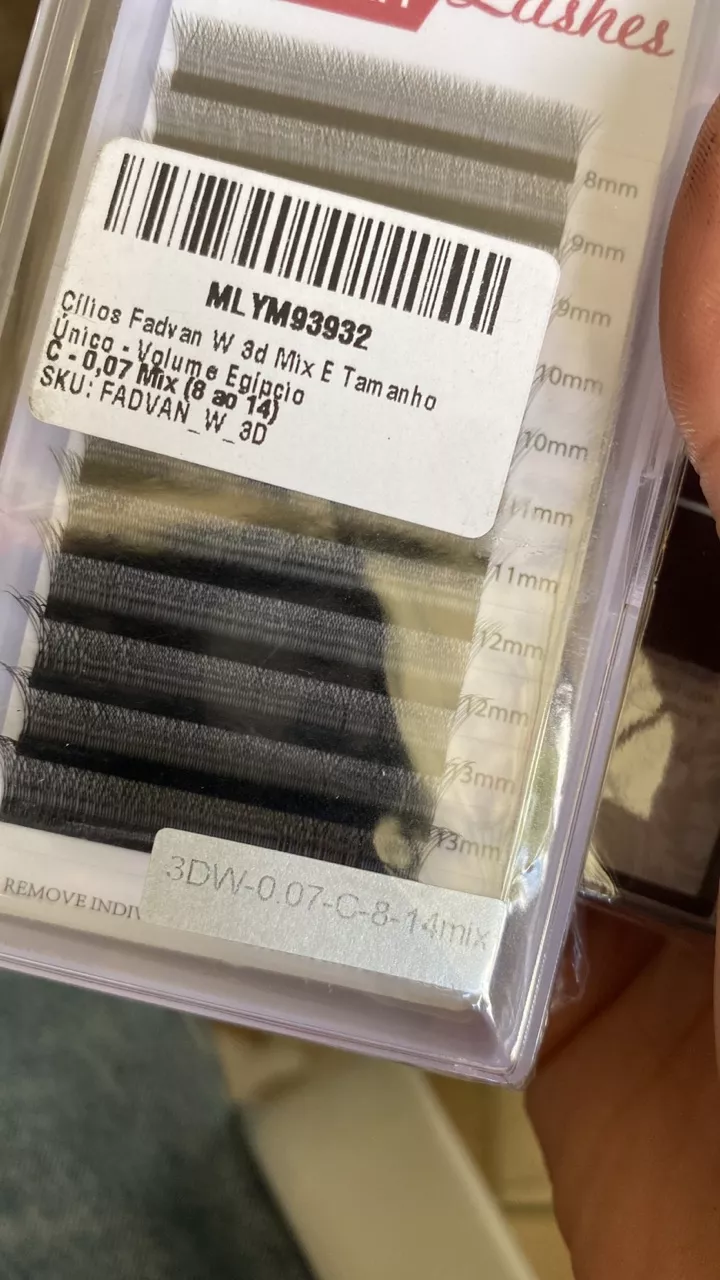 Lashes
8mm
9mm
9mm
10mm
10mm
11mm
11mm
12mm
12mm
13mm
13mm
MLYM93932
Cílios Fadvan W 3d Mix E Tamanho
Único - Volume Egípcio
C - 0,07 Mix (8 ao 14)
SKU: FADVAN_W_3D
3DW-0.07-C-8-14mix
REMOVE